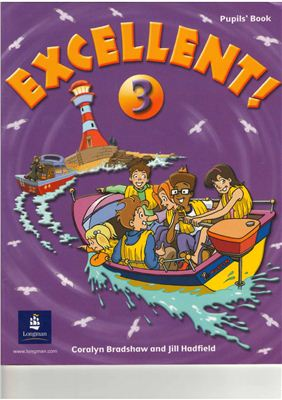 Pupils' Book
EXCELLENT!
3
Coralyn Bradshaw and Jill Hadfield
Longman
www.longman.com